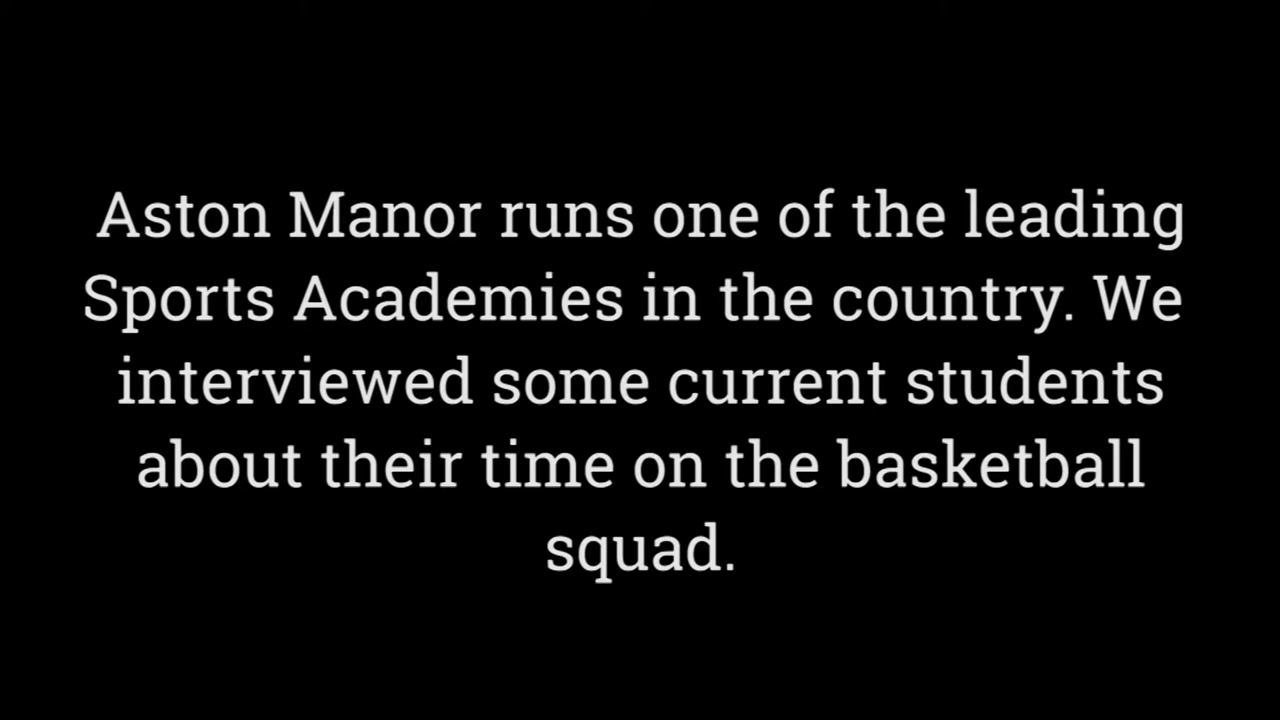 Aston Manor runs one of the leading
Sports Academies in the country. We
interviewed some current students
about their time on the basketball
squad.